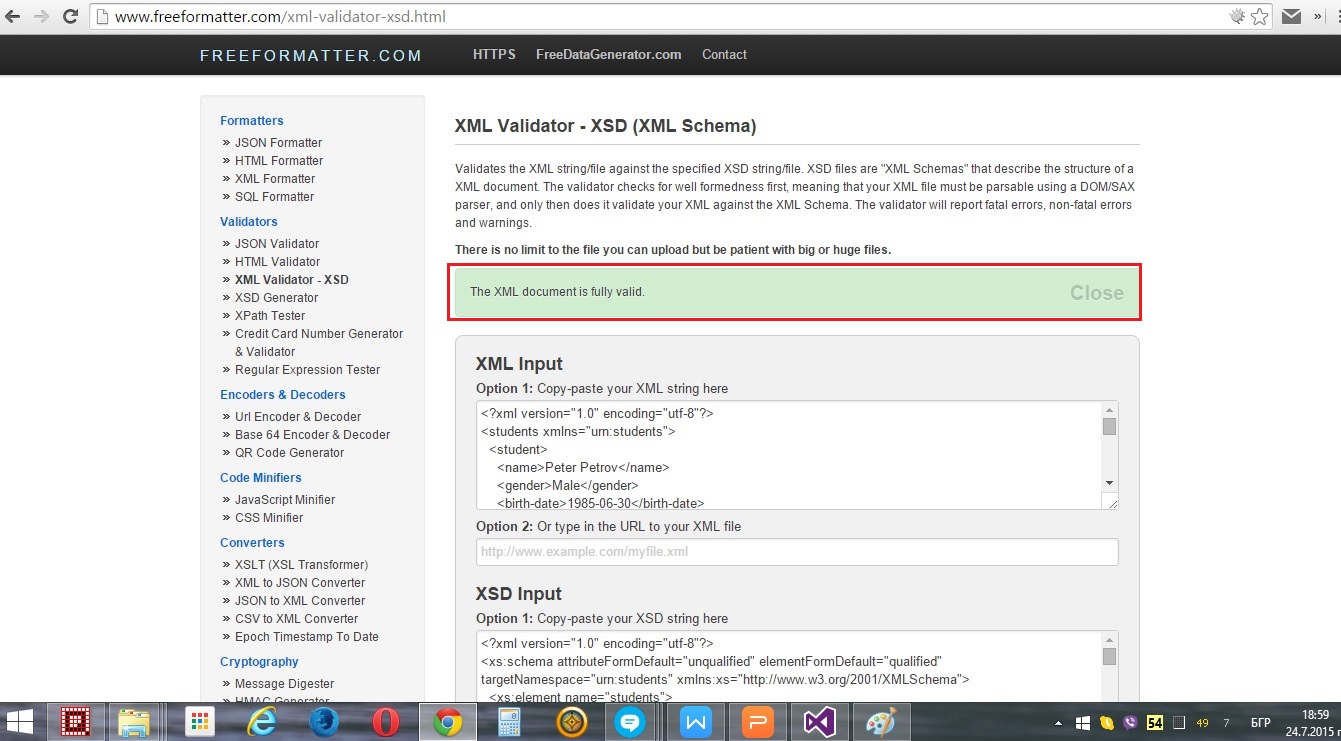 www.freeformatter.com/xml-validator-xsd.html
»
FREEFORMATTER.COM
HTTPS
FreeDataGenerator.com
Contact
Formatters
» JSON Formatter
» HTML Formatter
» XML Formatter
» SQL Formatter
Validators
» JSON Validator
» HTML Validator
» XML Validator - XSD
» XSD Generator
» XPath Tester
» Credit Card Number Generator
& Validator
» Regular Expression Tester
Encoders & Decoders
» Url Encoder & Decoder
» Base 64 Encoder & Decoder
» QR Code Generator
Code Minifiers
» JavaScript Minifier
» CSS Minifier
Converters
» XSLT (XSL Transformer)
» XML to JSON Converter
» JSON to XML Converter
» CSV to XML Converter
» Epoch Timestamp To Date
Cryptography
» Message Digester
» HMAC Generator
XML Validator - XSD (XML Schema)
Validates the XML string/file against the specified XSD string/file. XSD files are "XML Schemas" that describe the structure of a
XML document. The validator checks for well formedness first, meaning that your XML file must be parsable using a DOM/SAX
parser, and only then does it validate your XML against the XML Schema. The validator will report fatal errors, non-fatal errors
and warnings.
There is no limit to the file you can upload but be patient with big or huge files.
The XML document is fully valid.
Close
XML Input
Option 1: Copy-paste your XML string here
<?xml version="1.0" encoding="utf-8"?>
<students xmlns="urn:students">
<student>
<name>Peter Petrov</name>
<gender>Male</gender>
<birth-date>1985-06-30</birth-date>
Option 2: Or type in the URL to your XML file
http://www.example.com/myfile.xml
XSD Input
Option 1: Copy-paste your XSD string here
<?xml version="1.0" encoding="utf-8"?>
<xs:schema attributeFormDefault="unqualified" elementFormDefault="qualified"
targetNamespace="urn:students" xmlns:xs="http://www.w3.org/2001/XMLSchema">
<xs:element name="students">
W
P
54
49
7
БГР
18:59
24.7.2015 г